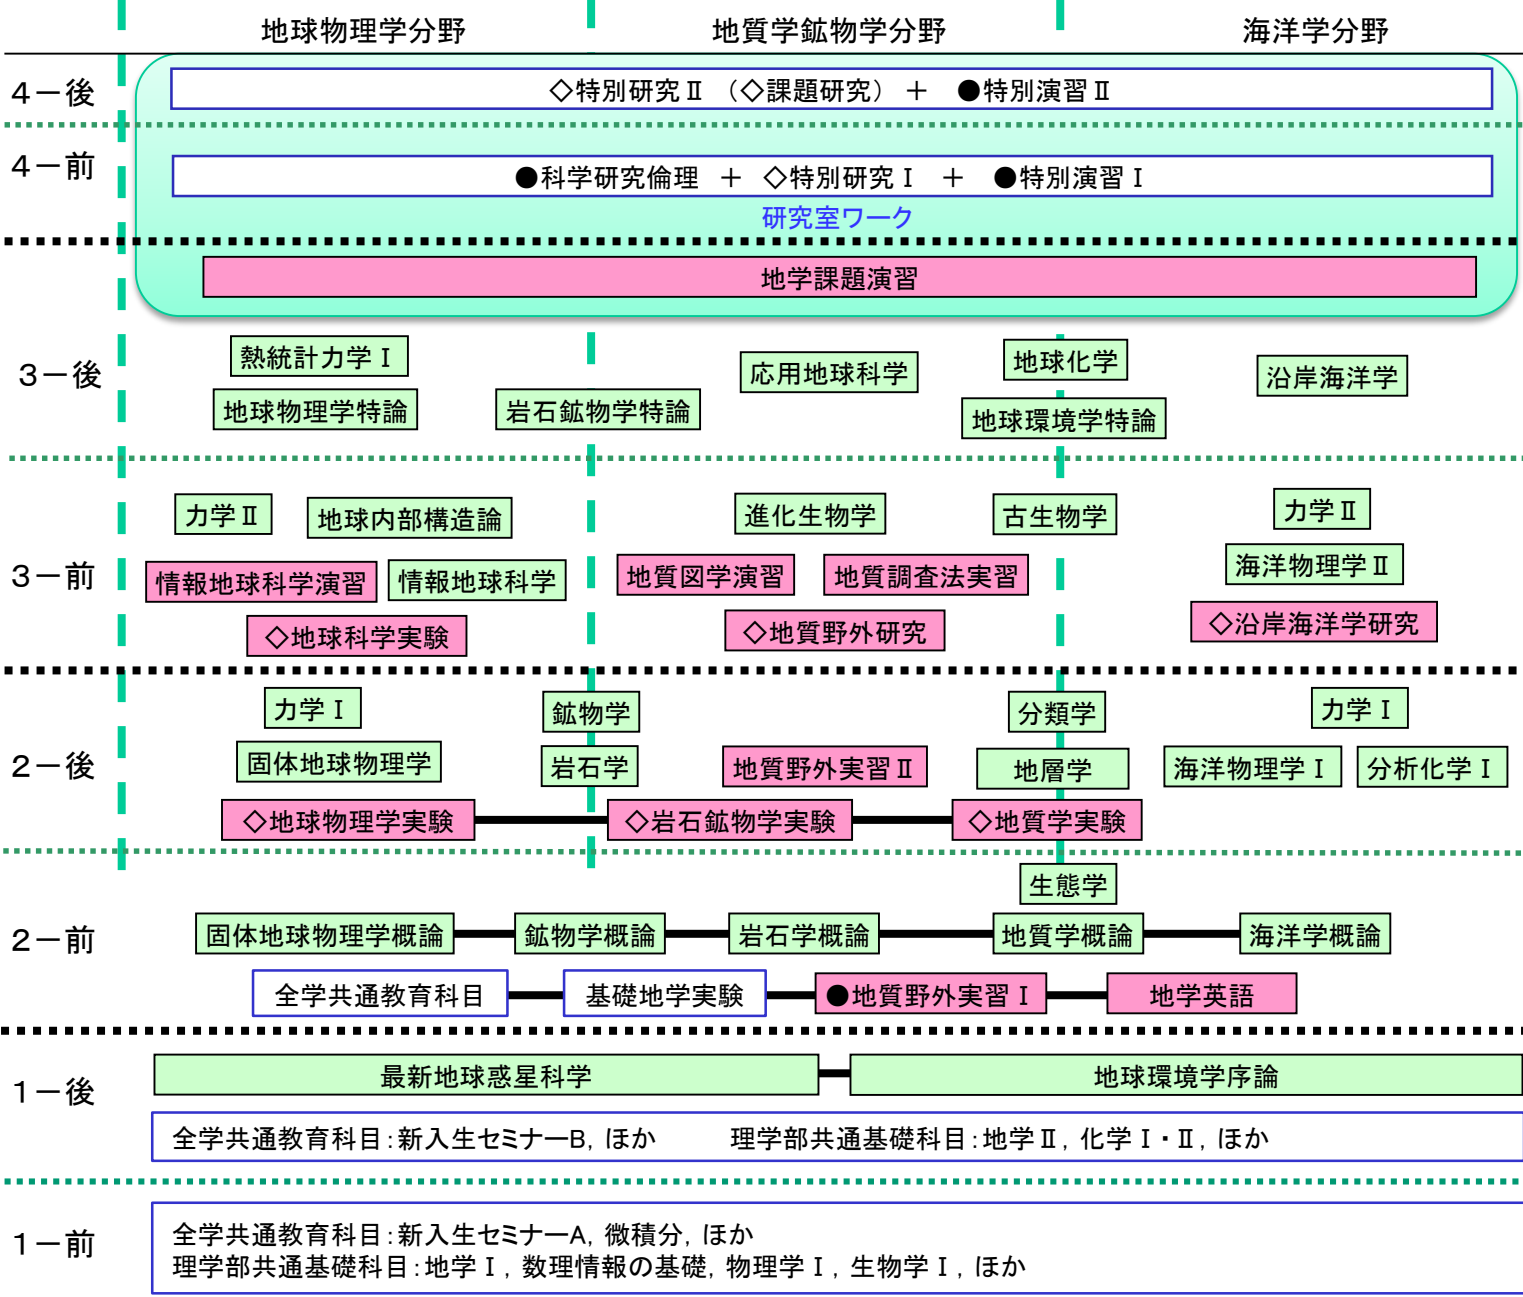 地球物理学分野 地質学鉱物学分野 海洋学分野
4－後
◇特別研究Ⅱ （◇課題研究） ＋ ●特別演習Ⅱ
4－前
●科学研究倫理 ＋ ◇特別研究Ⅰ ＋ ●特別演習Ⅰ
研究室ワーク
地学課題演習
3－後
熱統計力学Ⅰ 応用地球科学 地球化学 沿岸海洋学
地球物理学特論 岩石鉱物学特論 地球環境学特論
3－前
力学Ⅱ 地球内部構造論 進化生物学 古生物学 力学Ⅱ
情報地球科学演習 情報地球科学 地質図学演習 地質調査法実習 海洋物理学Ⅱ
◇地球科学実験 ◇地質野外研究 ◇沿岸海洋学研究
2－後
力学Ⅰ 鉱物学 分類学 力学Ⅰ
固体地球物理学 岩石学 地質野外実習Ⅱ 地層学 海洋物理学Ⅰ 分析化学Ⅰ
◇地球物理学実験 ◇岩石鉱物学実験 ◇地質学実験
2－前
生態学
固体地球物理学概論 鉱物学概論 岩石学概論 地質学概論 海洋学概論
全学共通教育科目 基礎地学実験 ●地質野外実習Ⅰ 地学英語
1－後
最新地球惑星科学 地球環境学序論
全学共通教育科目：新入生セミナーB，ほか 理学部共通基礎科目：地学Ⅱ，化学Ⅰ・Ⅱ，ほか
1－前
全学共通教育科目：新入生セミナーA，微積分，ほか
理学部共通基礎科目：地学Ⅰ，数理情報の基礎，物理学Ⅰ，生物学Ⅰ，ほか